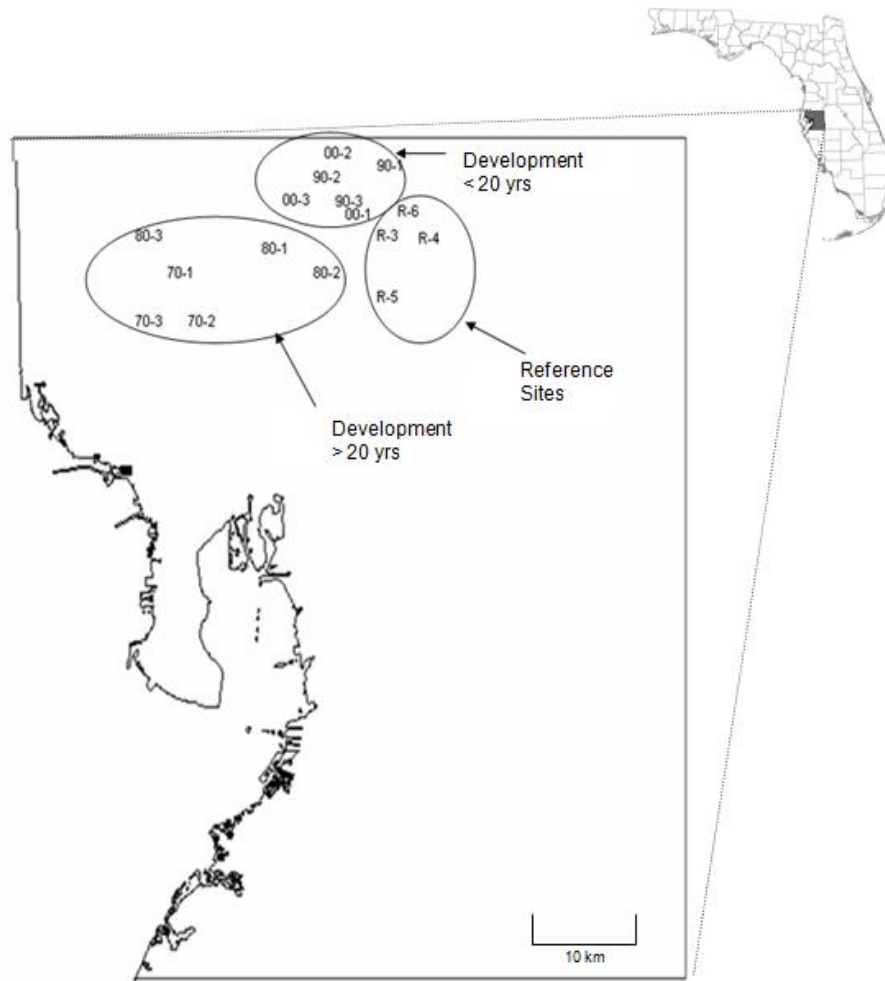 Development
< 20 yrs
00-2
90-1
90-2
00-3
90-3
00-1
R-6
R-3
R-4
R-5
80-3
80-1
70-1
80-2
70-3
70-2
Reference
Sites
Development
> 20 yrs
10 km